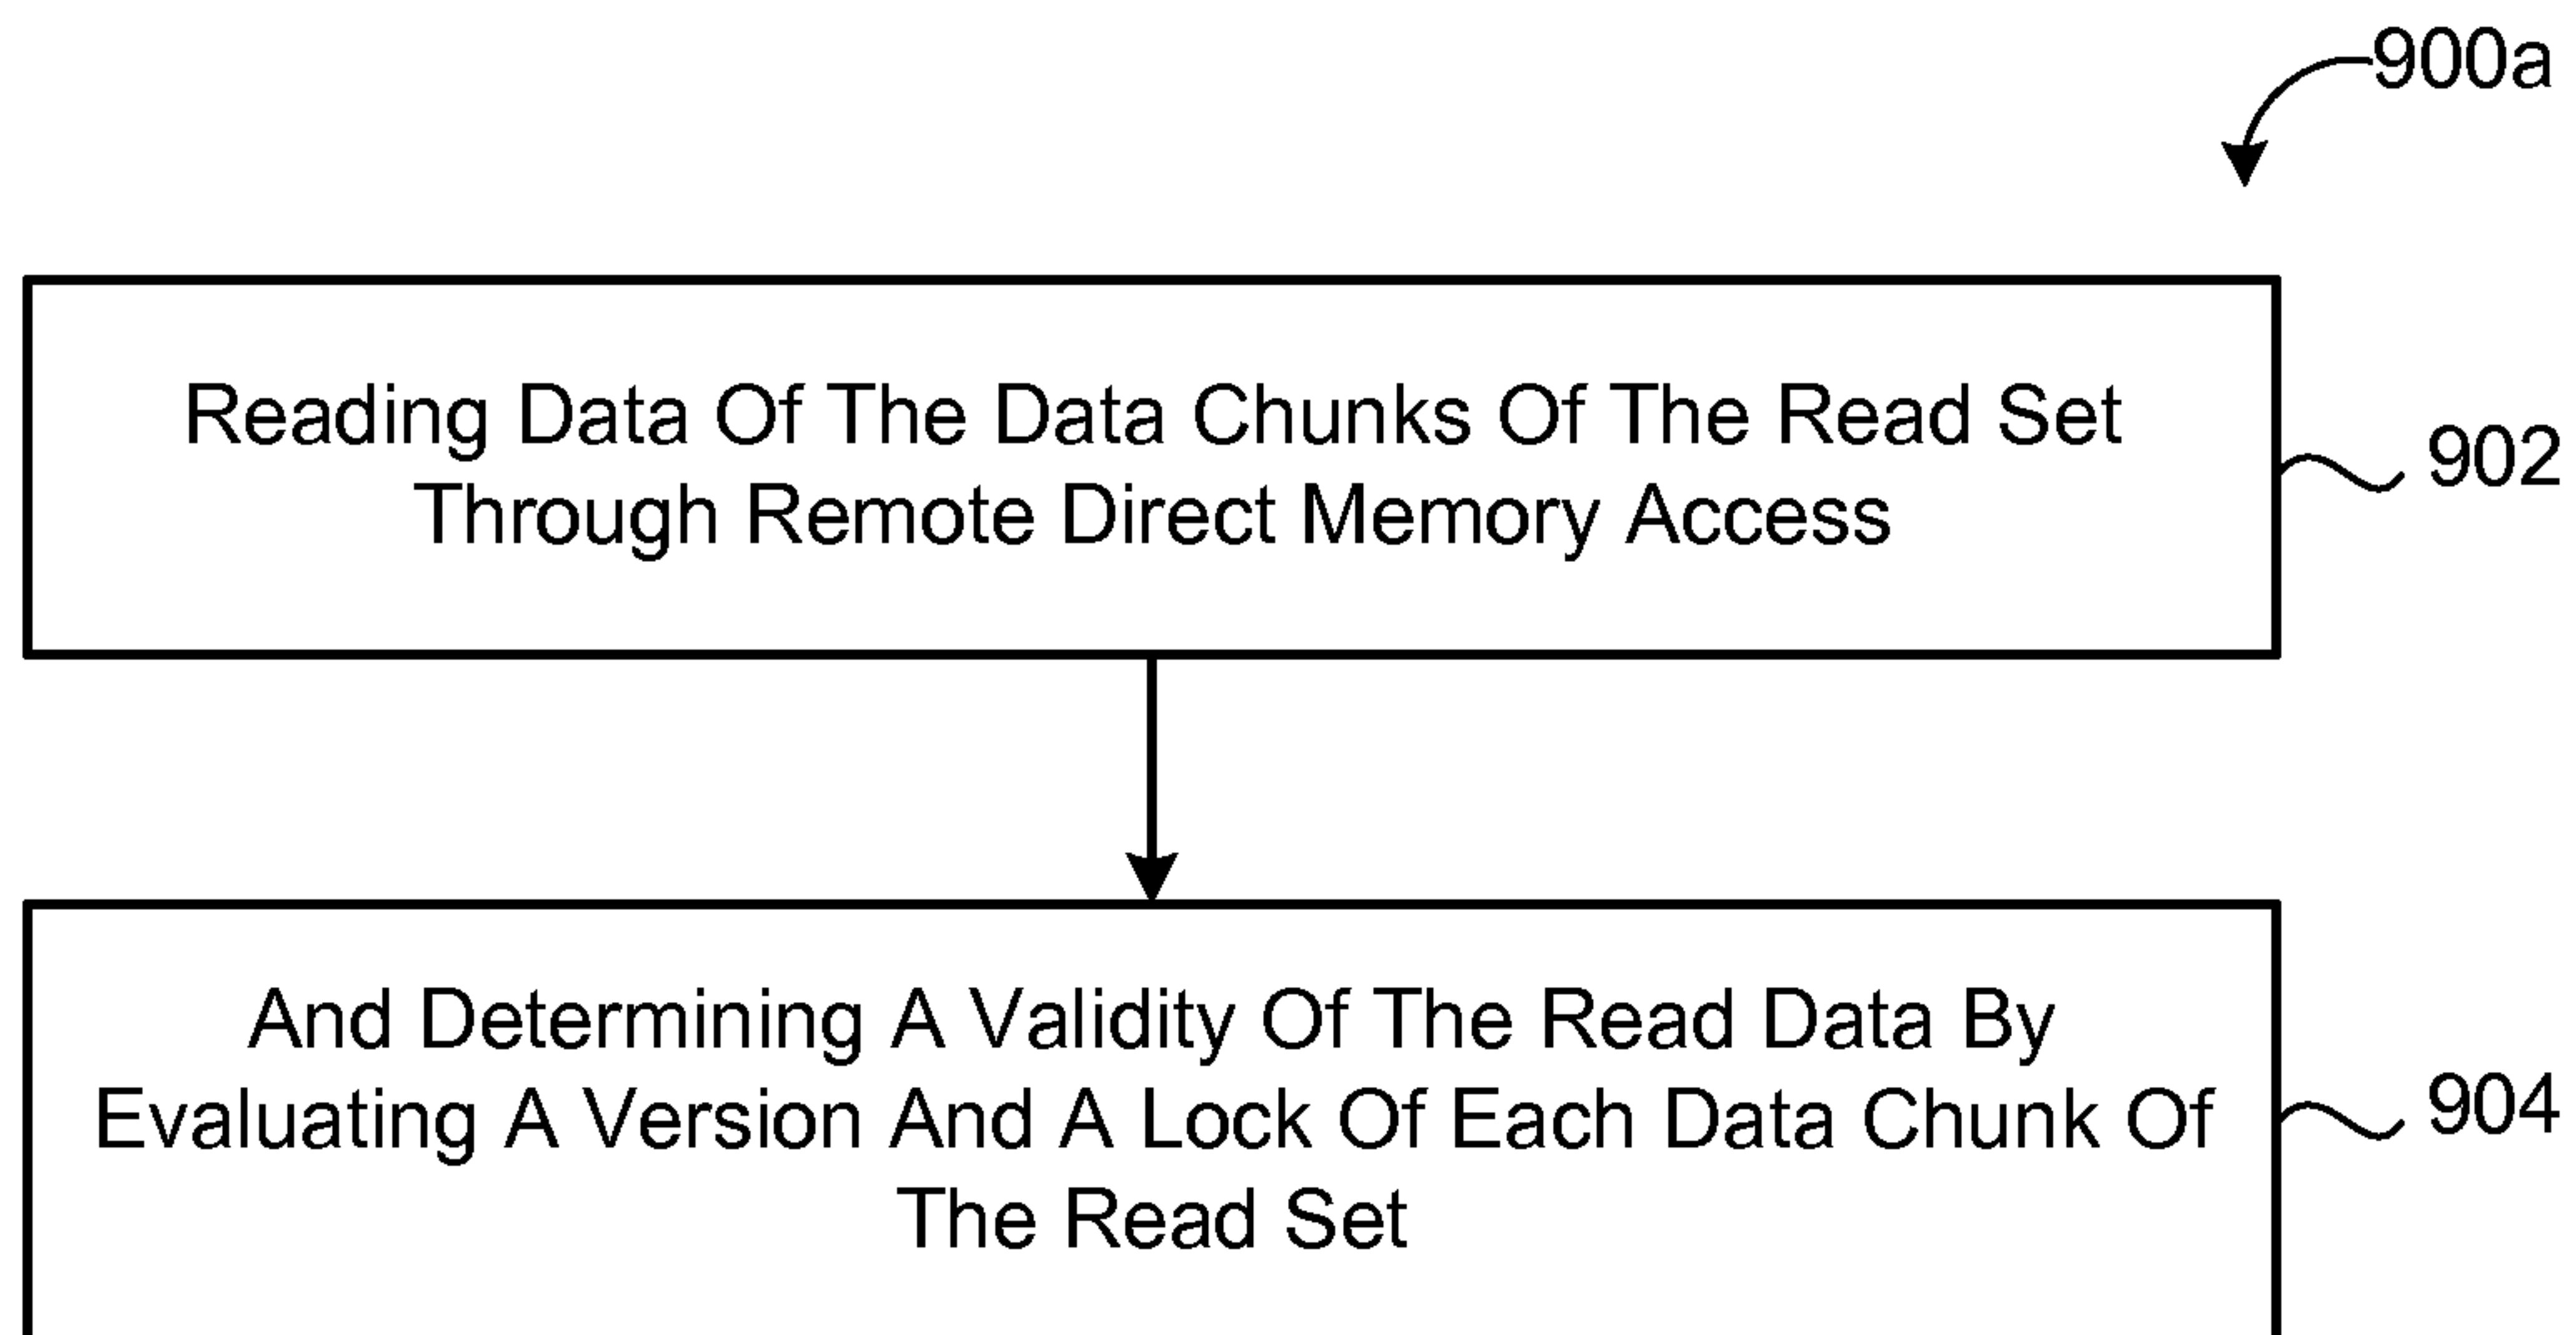 900a
Reading Data Of The Data Chunks Of The Read Set
Through Remote Direct Memory Access
902
And Determining A Validity Of The Read Data By
Evaluating A Version And A Lock Of Each Data Chunk Of
The Read Set
904